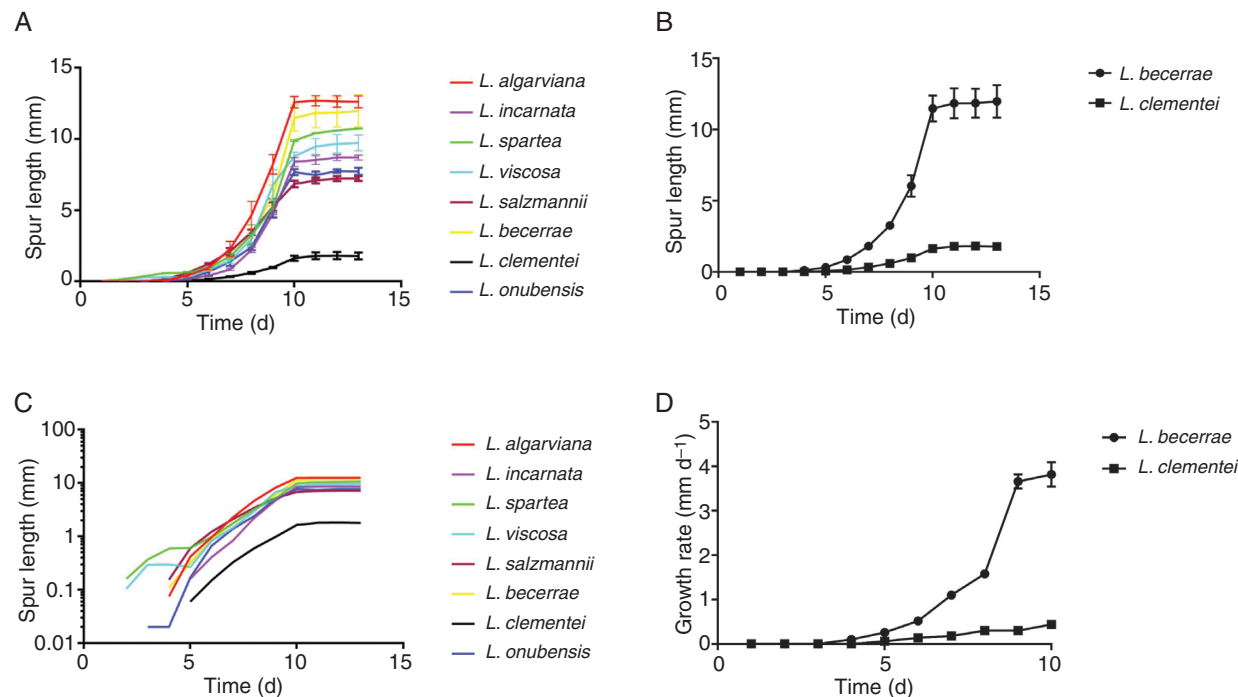 A
Spur length (mm)
15
10
5
0
0
5
10
15
Time (d)
L. algarviana
L. incarnata
L. spartea
L. viscosa
L. salzmannii
L. becerrae
L. clementei
L. onubensis
B
Spur length (mm)
15
10
5
0
0
5
10
15
Time (d)
L. becerrae
L. clementei
C
Spur length (mm)
100
10
1
0.1
0.01
0
5
10
15
Time (d)
L. algarviana
L. incarnata
L. spartea
L. viscosa
L. salzmannii
L. becerrae
L. clementei
L. onubensis
D
Growth rate (mm d⁻¹)
5
4
3
2
1
0
0
5
10
Time (d)
L. becerrae
L. clementei